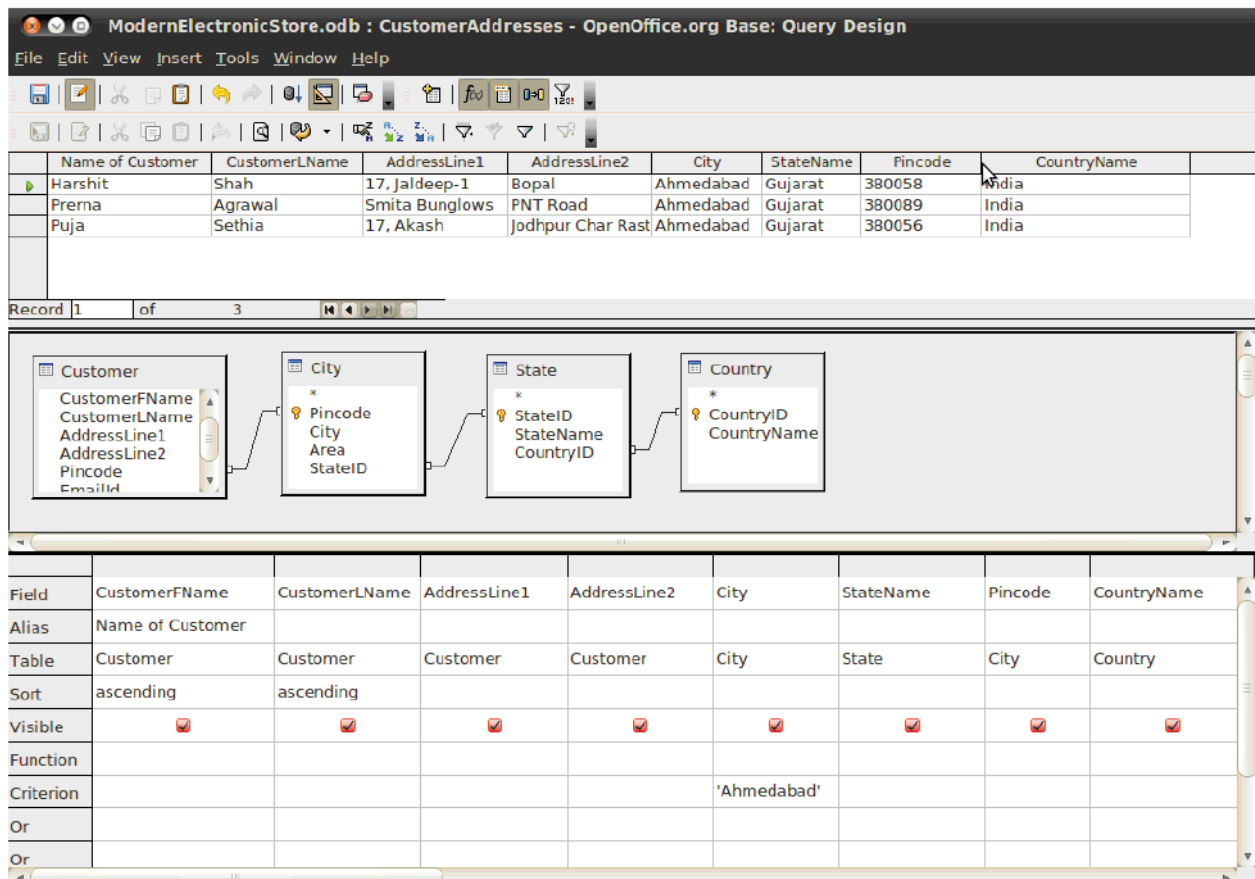 ModernElectronicStore.odb : CustomerAddresses - OpenOffice.org Base: Query Design
File Edit View Insert Tools Window Help
Name of Customer CustomerLName AddressLine1 AddressLine2 City StateName Pincode CountryName
Harshit Shah 17, Jaldeep-1 Bopal Ahmedabad Gujarat 380058 India
Prerna Agrawal Smita Bunglows PNT Road Ahmedabad Gujarat 380089 India
Puja Sethia 17, Akash Jodhpur Char Rast Ahmedabad Gujarat 380056 India
Record 1 of 3
Customer
CustomerFName
CustomerLName
AddressLine1
AddressLine2
Pincode
EmailId
City
*
Pincode
City
Area
StateID
State
*
StateID
StateName
CountryID
Country
*
CountryID
CountryName
Field CustomerFName CustomerLName AddressLine1 AddressLine2 City StateName Pincode CountryName
Alias Name of Customer
Table Customer Customer Customer Customer City State City Country
Sort ascending ascending
Visible
Function
Criterion 'Ahmedabad'
Or
Or